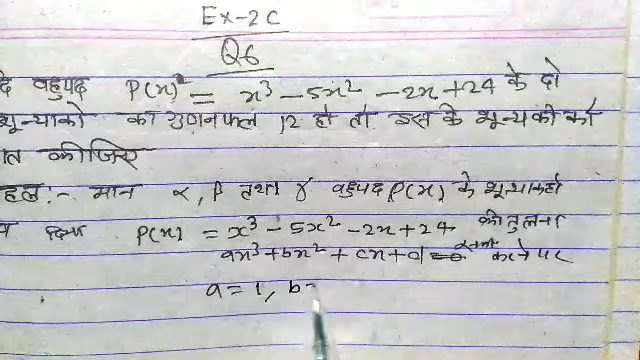 Ex-2C
Q6
दि बहुपद P(x) = x³ - 5x² - 2x + 24 के दो
शून्यांको का गुणनफल 12 हो तो इस के शून्यकों को
ात कीजिए
हल:- माना α, β तथा γ बहुपद P(x) के शून्यांक हों
दिया P(x) = x³ - 5x² - 2x + 24 की तुलना
ax³ + bx² + cx + d करने पर
a = 1, b =